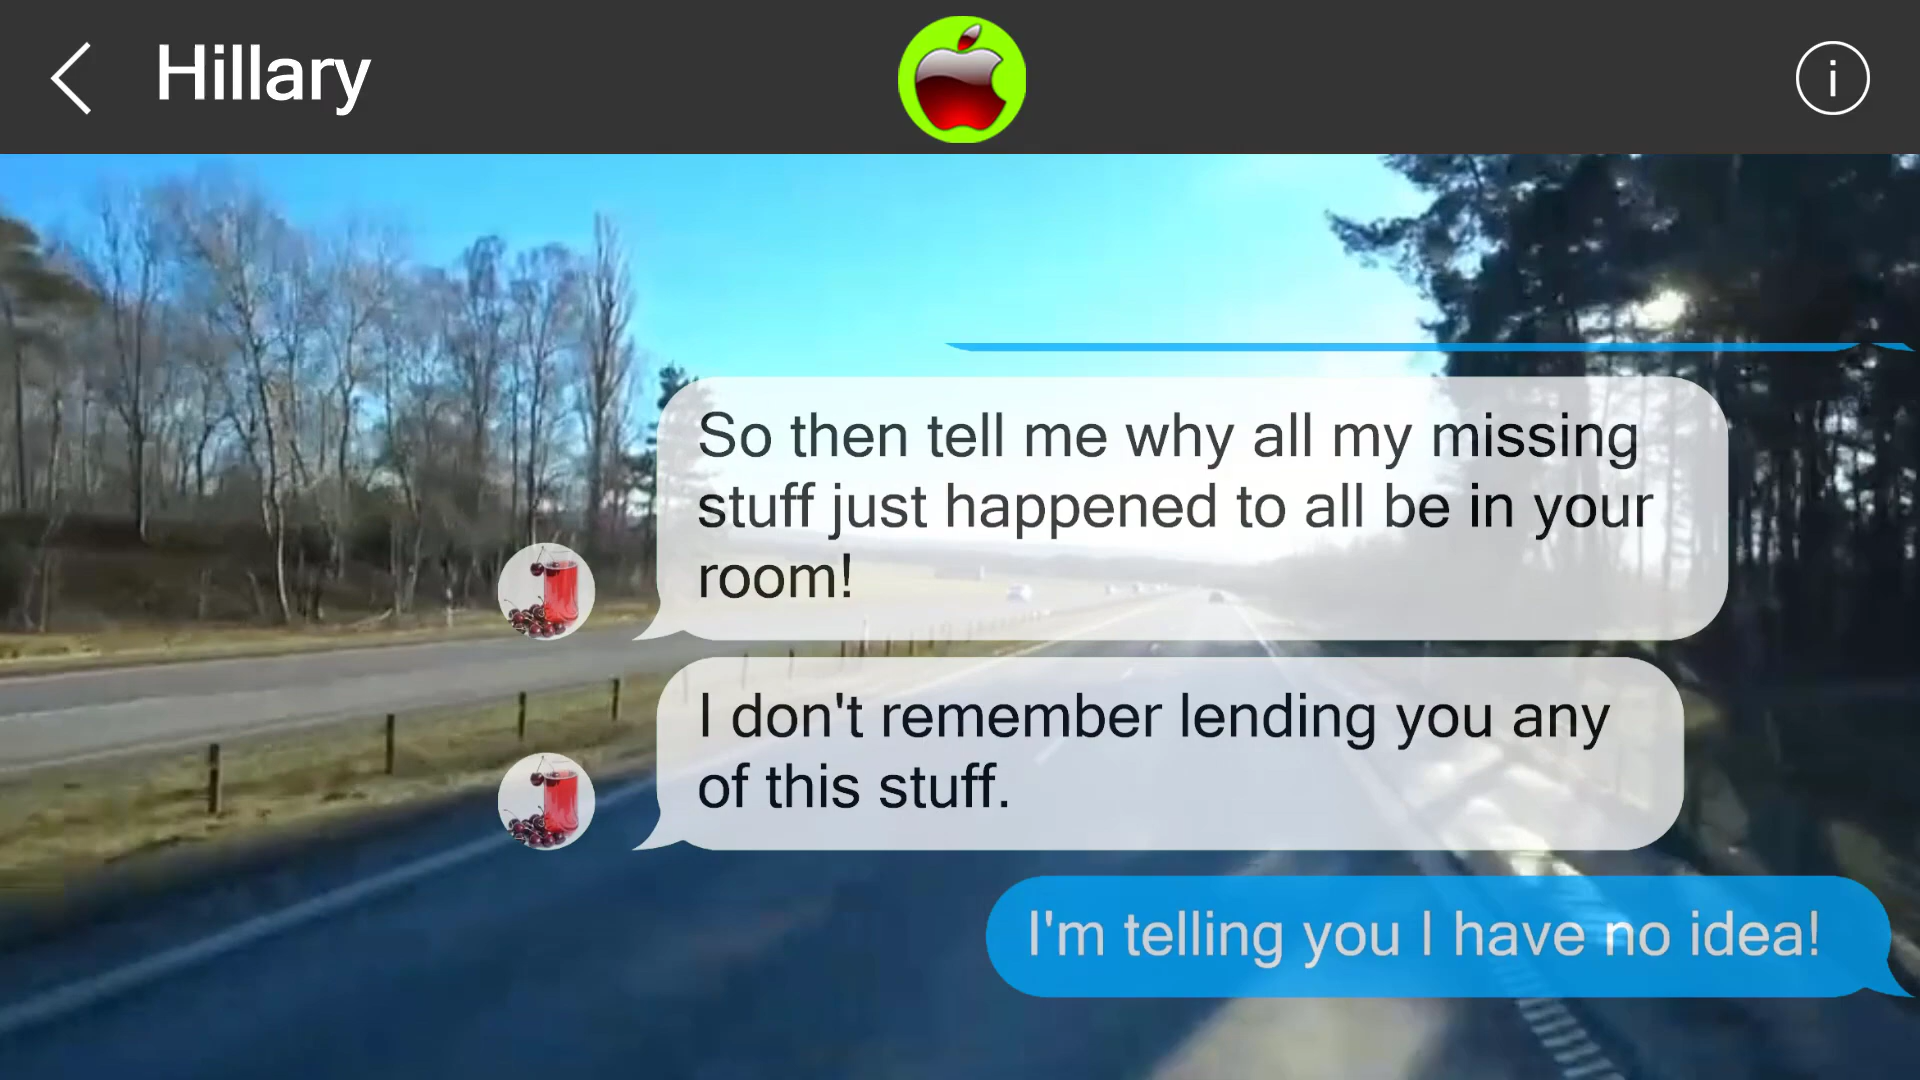 Hillary
i
So then tell me why all my missing
stuff just happened to all be in your
room!
I don't remember lending you any
of this stuff.
I'm telling you I have no idea!